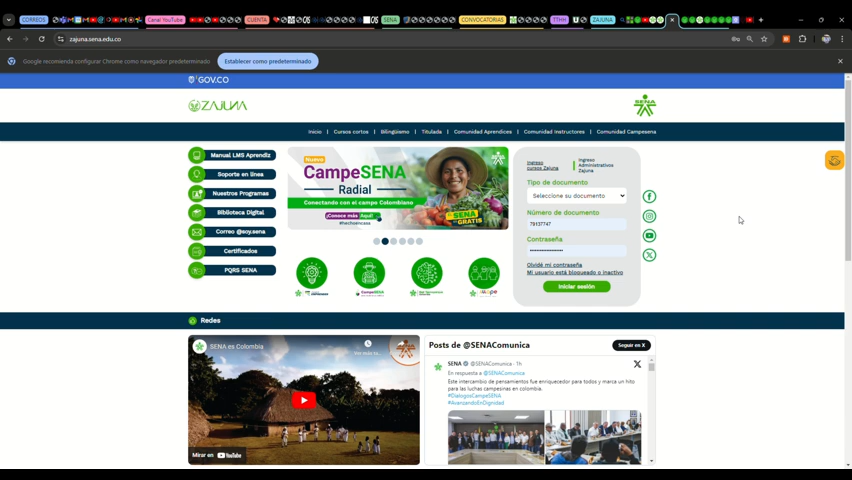 CORREOS
Canal YouTube
CUENTA
SENA
CONVOCATORIAS
TTHH
ZAJUNA
zajuna.sena.edu.co
Google recomienda configurar Chrome como navegador predeterminado
Establecer como predeterminado
GOV.CO
ZAJUNA
SENA
Inicio
Cursos cortos
Bilingüismo
Titulada
Comunidad Aprendices
Comunidad Instructores
Comunidad Campesena
Manual LMS Aprendiz
Soporte en línea
Nuestros Programas
Biblioteca Digital
Correo @soy.sena
Certificados
PQRS SENA
Nuevo
CampeSENA
Radial
Conectando con el campo Colombiano
¡Conoce más Aquí!
#hechoencasa
SENA ES
GRATIS
Ingreso
cursos Zajuna
Ingreso
Administrativos
Zajuna
Tipo de documento
Seleccione su documento
Número de documento
79137747
Contraseña
Olvidé mi contraseña
Mi usuario está bloqueado o inactivo
Iniciar sesión
CampeSENA
Redes
SENA es Colombia
Ver más ta...
Mirar en YouTube
Posts de @SENAComunica
Seguir en X
SENA @SENAComunica · 1h
En respuesta a @SENAComunica
Este intercambio de pensamientos fue enriquecedor para todos y marca un hito
para las luchas campesinas en colombia.
#DialogosCampeSENA
#AvanzandoEnDignidad